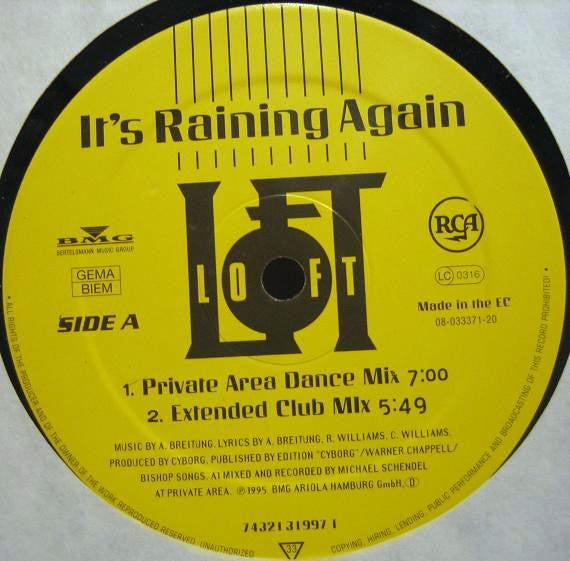 It's Raining Again
LOFT
BMG
BERTELSMANN MUSIC GROUP
RCA
GEMA
BIEM
LC 0316
SIDE A
Made in the EC
08-033371-20
1. Private Area Dance Mix 7:00
2. Extended Club MIx 5:49
MUSIC BY A. BREITUNG. LYRICS BY A. BREITUNG, R. WILLIAMS, C. WILLIAMS.
PRODUCED BY CYBORG, PUBLISHED BY EDITION "CYBORG"/WARNER CHAPPELL/
BISHOP SONGS. A1 MIXED AND RECORDED BY MICHAEL SCHENDEL
AT PRIVATE AREA. ℗1995 BMG ARIOLA HAMBURG GmbH, D
74321 31997 1
33
• ALL RIGHTS OF THE PRODUCER AND OF THE OWNER OF THE WORK REPRODUCED RESERVED. UNAUTHORIZED COPYING, HIRING, LENDING, PUBLIC PERFORMANCE AND BROADCASTING OF THIS RECORD PROHIBITED! •